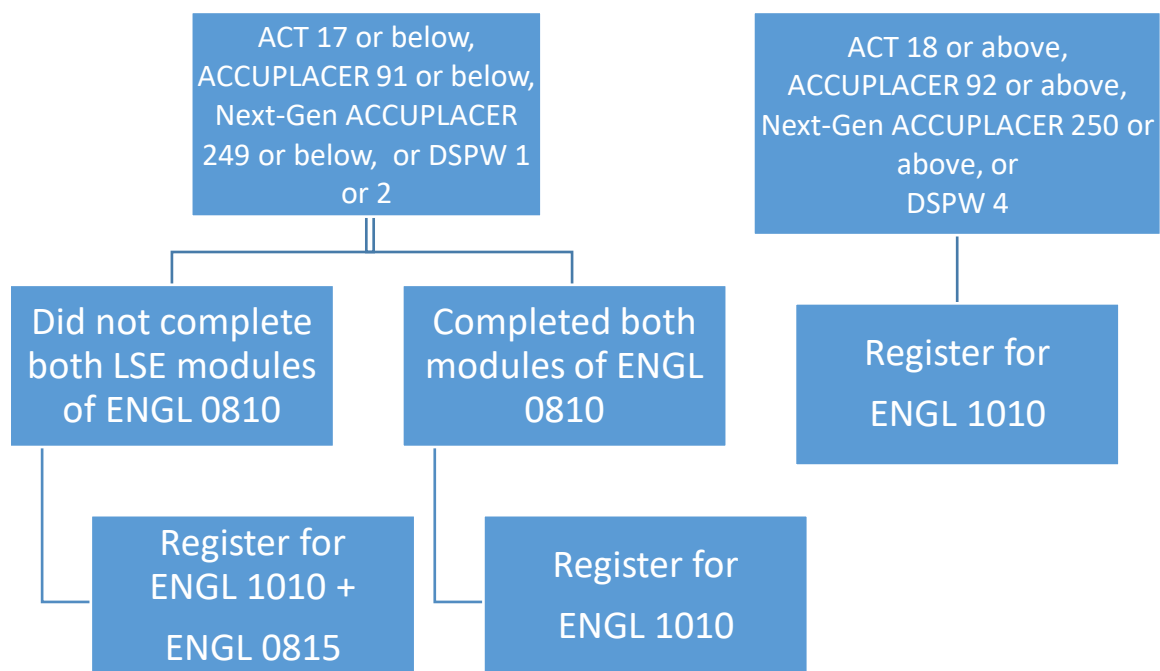 ACT 17 or below,
ACCUPLACER 91 or below,
Next-Gen ACCUPLACER
249 or below,  or DSPW 1
or 2
ACT 18 or above,
ACCUPLACER 92 or above,
Next-Gen ACCUPLACER 250 or
above, or
DSPW 4
Did not complete
both LSE modules
of ENGL 0810
Completed both
modules of ENGL
0810
Register for
ENGL 1010
Register for
ENGL 1010 +
ENGL 0815
Register for
ENGL 1010